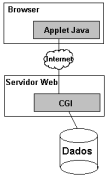 Browser
Applet Java
Internet
Servidor Web
CGI
Dados